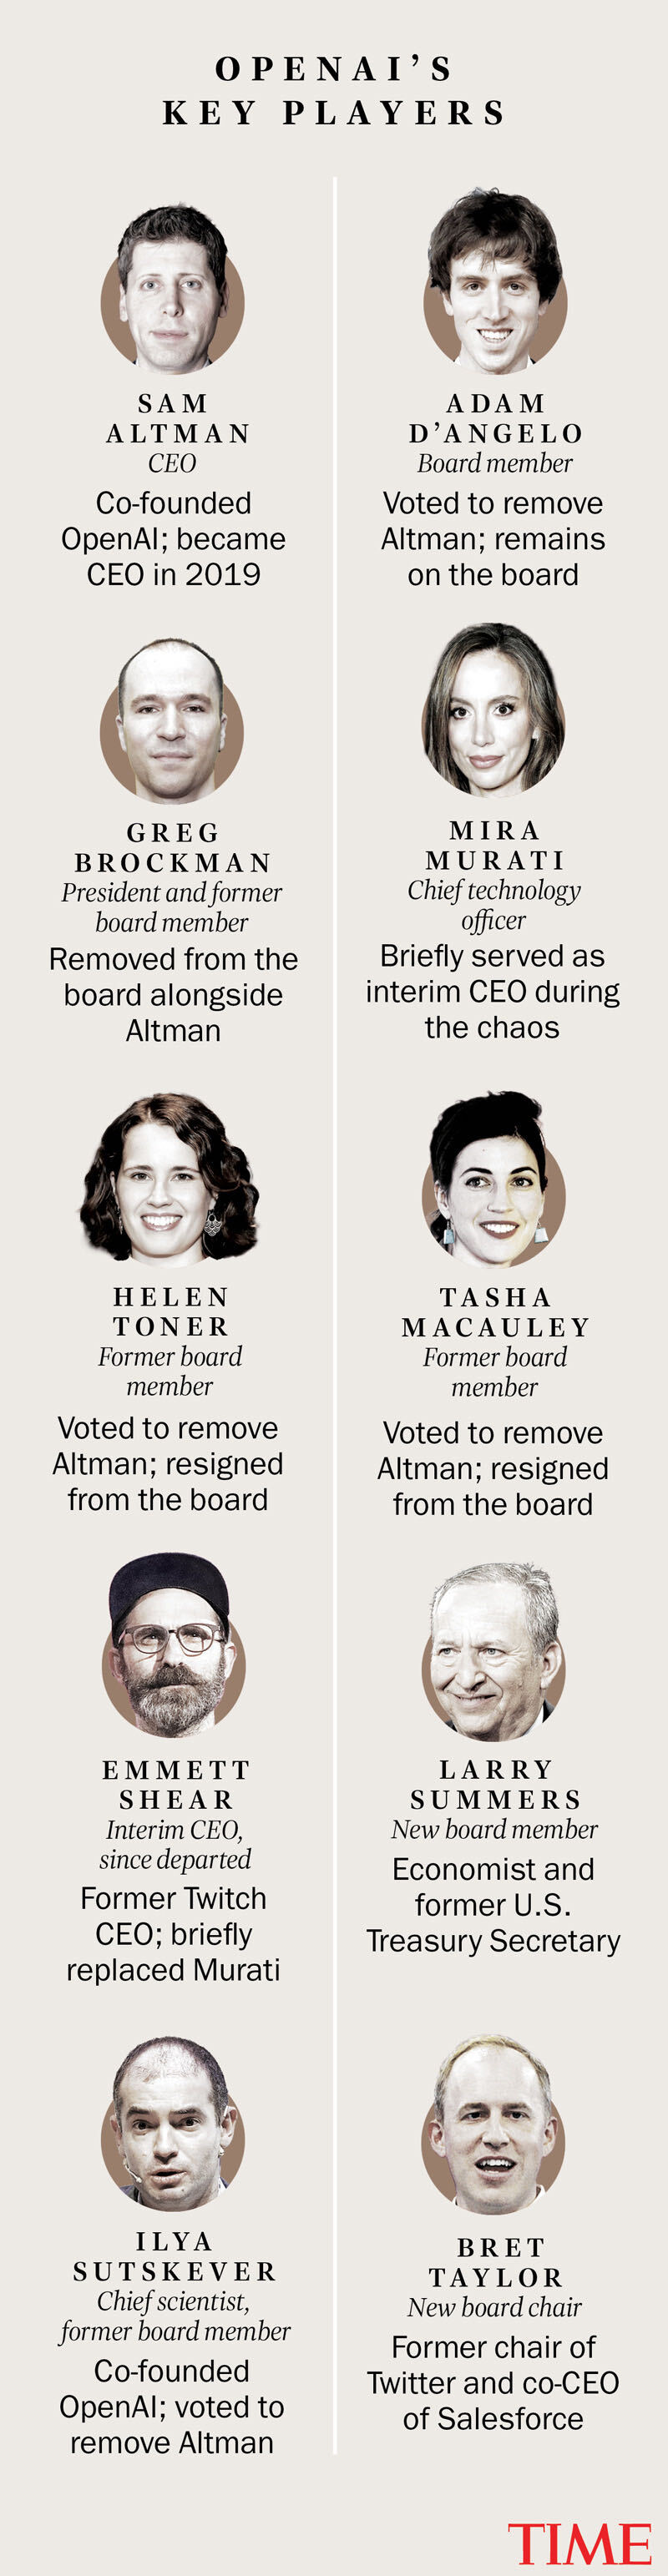 OPENAI’S
KEY PLAYERS
SAM
ALTMAN
CEO
Co-founded
OpenAI; became
CEO in 2019
ADAM
D’ANGELO
Board member
Voted to remove
Altman; remains
on the board
GREG
BROCKMAN
President and former
board member
Removed from the
board alongside
Altman
MIRA
MURATI
Chief technology
officer
Briefly served as
interim CEO during
the chaos
HELEN
TONER
Former board
member
Voted to remove
Altman; resigned
from the board
TASHA
MACAULEY
Former board
member
Voted to remove
Altman; resigned
from the board
EMMETT
SHEAR
Interim CEO,
since departed
Former Twitch
CEO; briefly
replaced Murati
LARRY
SUMMERS
New board member
Economist and
former U.S.
Treasury Secretary
ILYA
SUTSKEVER
Chief scientist,
former board member
Co-founded
OpenAI; voted to
remove Altman
BRET
TAYLOR
New board chair
Former chair of
Twitter and co-CEO
of Salesforce
TIME